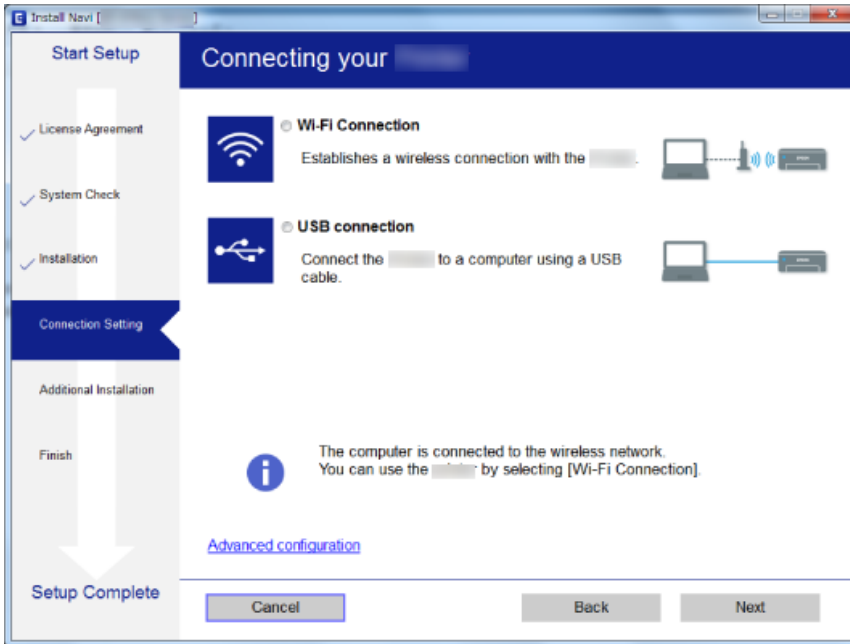 E Install Navi [ ]
Start Setup
Connecting your
License Agreement
System Check
Installation
Connection Setting
Additional Installation
Finish
Setup Complete
Wi-Fi Connection
Establishes a wireless connection with the .
USB connection
Connect the to a computer using a USB
cable.
The computer is connected to the wireless network.
You can use the by selecting [Wi-Fi Connection].
Advanced configuration
Cancel
Back
Next